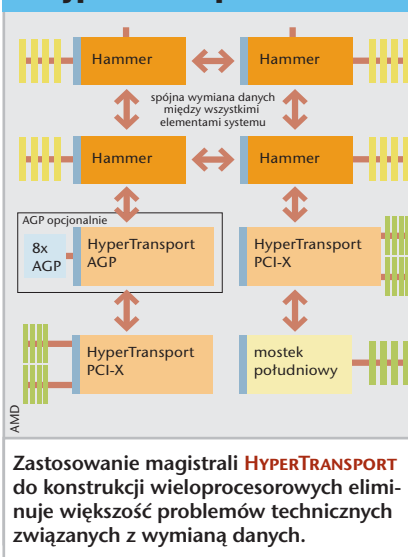 Hammer
Hammer
spójna wymiana danych
między wszystkimi
elementami systemu
Hammer
Hammer
AGP opcjonalnie
8x
AGP
HyperTransport
AGP
HyperTransport
PCI-X
HyperTransport
PCI-X
mostek
południowy
AMD
Zastosowanie magistrali HYPERTRANSPORT
do konstrukcji wieloprocesorowych elimi-
nuje większość problemów technicznych
związanych z wymianą danych.